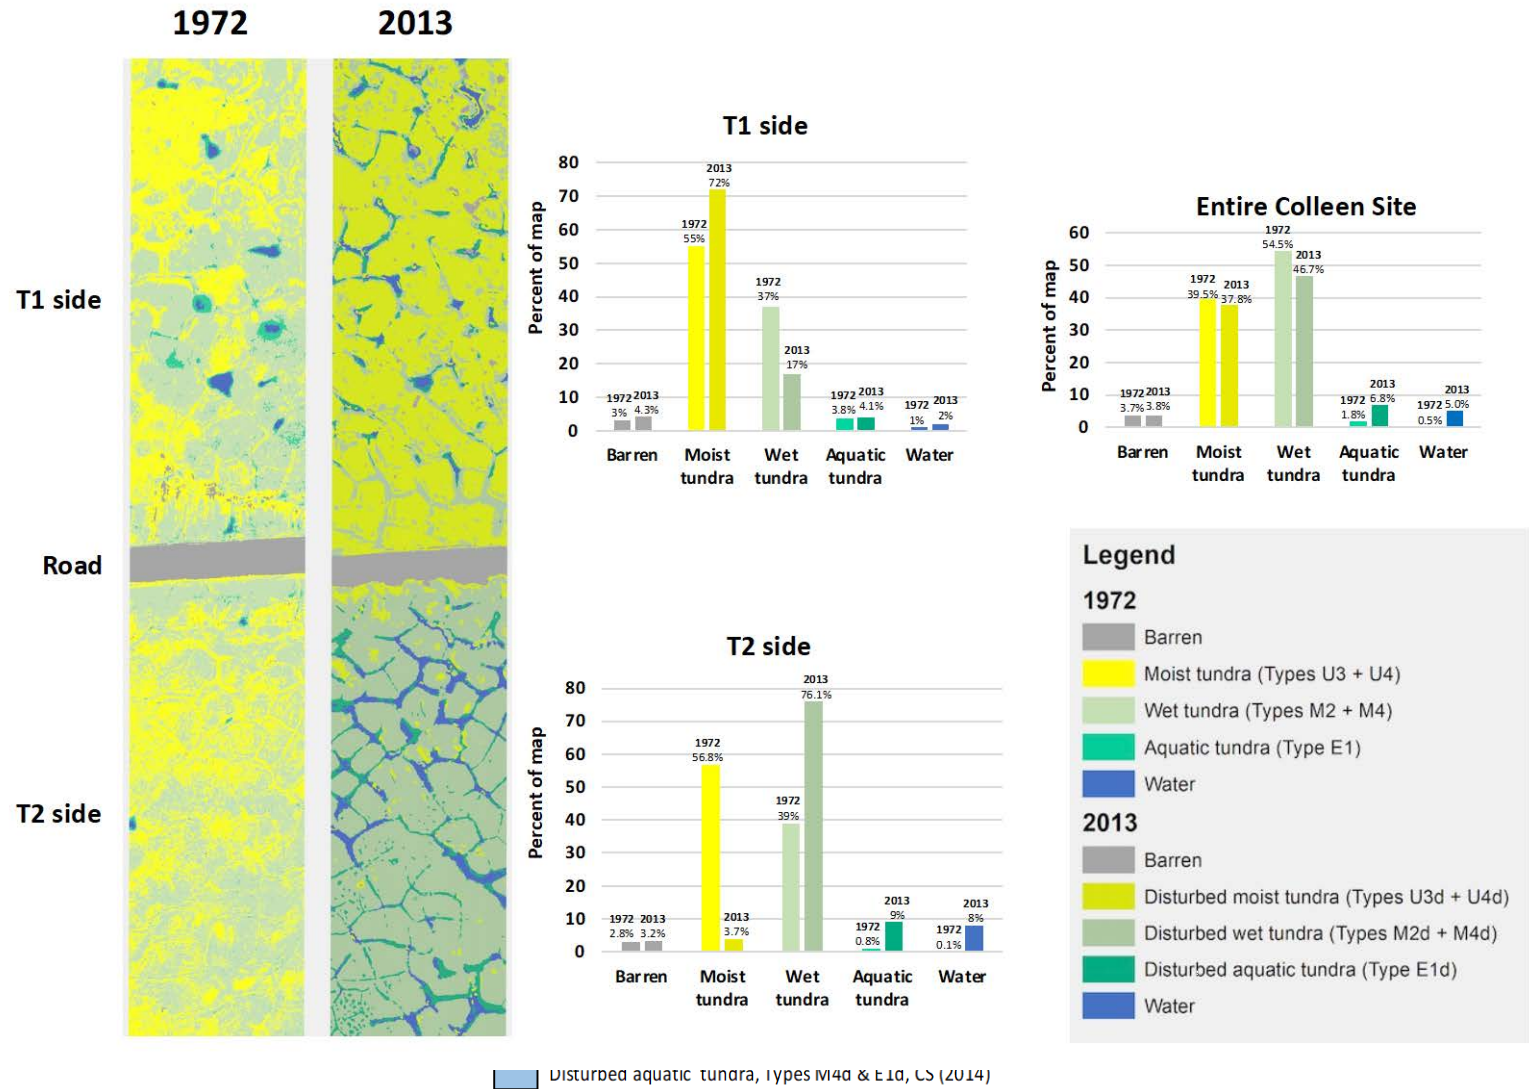 1972
2013
T1 side
Road
T2 side
T1 side
Percent of map
80
70
60
50
40
30
20
10
0
1972
3%
2013
4.3%
1972
55%
2013
72%
1972
37%
2013
17%
1972
3.8%
2013
4.1%
1972
1%
2013
2%
Barren
Moist tundra
Wet tundra
Aquatic tundra
Water
Entire Colleen Site
Percent of map
60
50
40
30
20
10
0
1972
3.7%
2013
3.8%
1972
39.5%
2013
37.8%
1972
54.5%
2013
46.7%
1972
1.8%
2013
6.8%
1972
0.5%
2013
5.0%
Barren
Moist tundra
Wet tundra
Aquatic tundra
Water
T2 side
Percent of map
80
70
60
50
40
30
20
10
0
1972
2.8%
2013
3.2%
1972
56.8%
2013
3.7%
1972
39%
2013
76.1%
1972
0.8%
2013
9%
1972
0.1%
2013
8%
Barren
Moist tundra
Wet tundra
Aquatic tundra
Water
Legend
1972
Barren
Moist tundra (Types U3 + U4)
Wet tundra (Types M2 + M4)
Aquatic tundra (Type E1)
Water
2013
Barren
Disturbed moist tundra (Types U3d + U4d)
Disturbed wet tundra (Types M2d + M4d)
Disturbed aquatic tundra (Type E1d)
Water
Disturbed aquatic tundra, Types M4d & E1d, CS (2014)